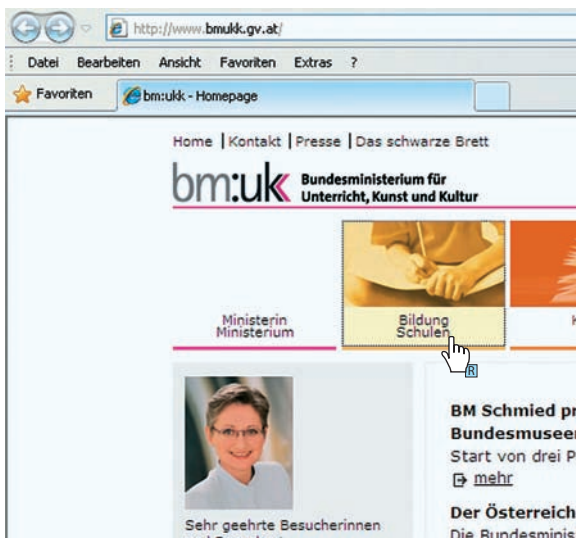 http://www.bmukk.gv.at/
Datei Bearbeiten Ansicht Favoriten Extras ?
Favoriten bm:ukk - Homepage
Home | Kontakt | Presse | Das schwarze Brett
bm:uk Bundesministerium für
Unterricht, Kunst und Kultur
Ministerin
Ministerium
Bildung
Schulen
R
BM Schmied
Bundesmuseen
Start von drei
mehr
Der Österreich
Die
Sehr geehrte Besucherinnen